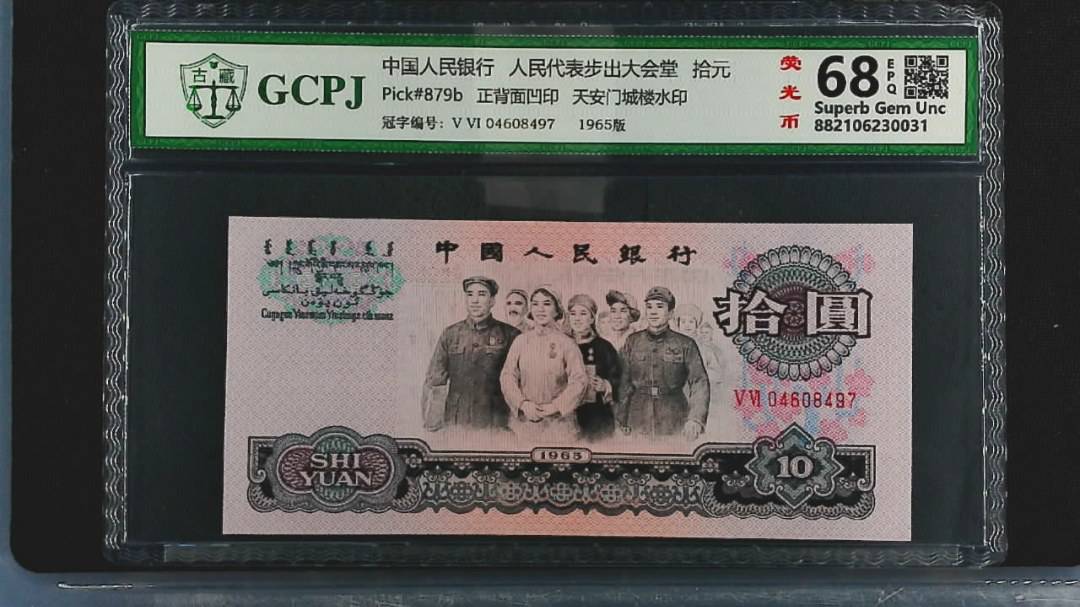 古 藏
GCPJ
中国人民银行 人民代表步出大会堂 拾元
Pick#879b 正背面凹印 天安门城楼水印
冠字编号：V VI 04608497 1965版
荧光币
68
EPQ
Superb Gem Unc
882106230031
中國人民銀行
拾圓
V VI 04608497
1965
SHI
YUAN
10